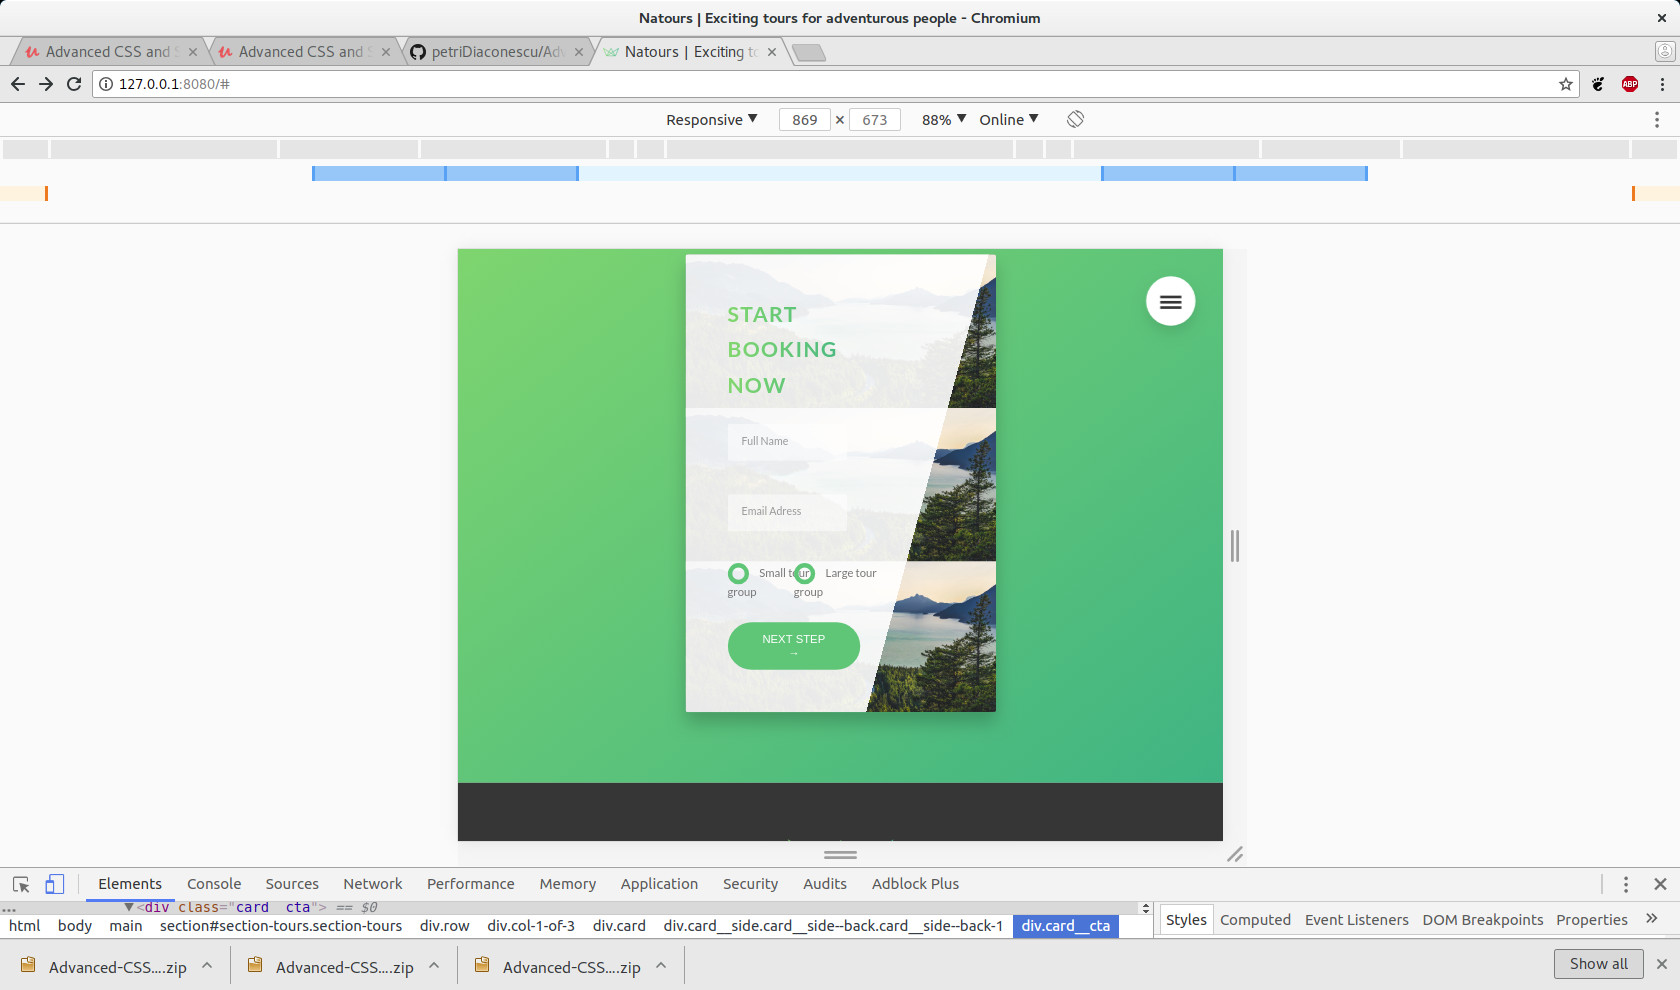 Natours | Exciting tours for adventurous people - Chromium
Advanced CSS and S
Advanced CSS and S
petriDiaconescu/Adv
Natours | Exciting to
127.0.0.1:8080/#
ABP
Responsive 869 × 673 88% Online
START
BOOKING
NOW
Full Name
Email Adress
Small tour group
Large tour group
NEXT STEP
→
Elements Console Sources Network Performance Memory Application Security Audits Adblock Plus
... <div class="card__cta"> == $0
html body main section#section-tours.section-tours div.row div.col-1-of-3 div.card div.card__side.card__side--back.card__side--back-1 div.card__cta
Styles Computed Event Listeners DOM Breakpoints Properties »
Advanced-CSS....zip
Advanced-CSS....zip
Advanced-CSS....zip
Show all